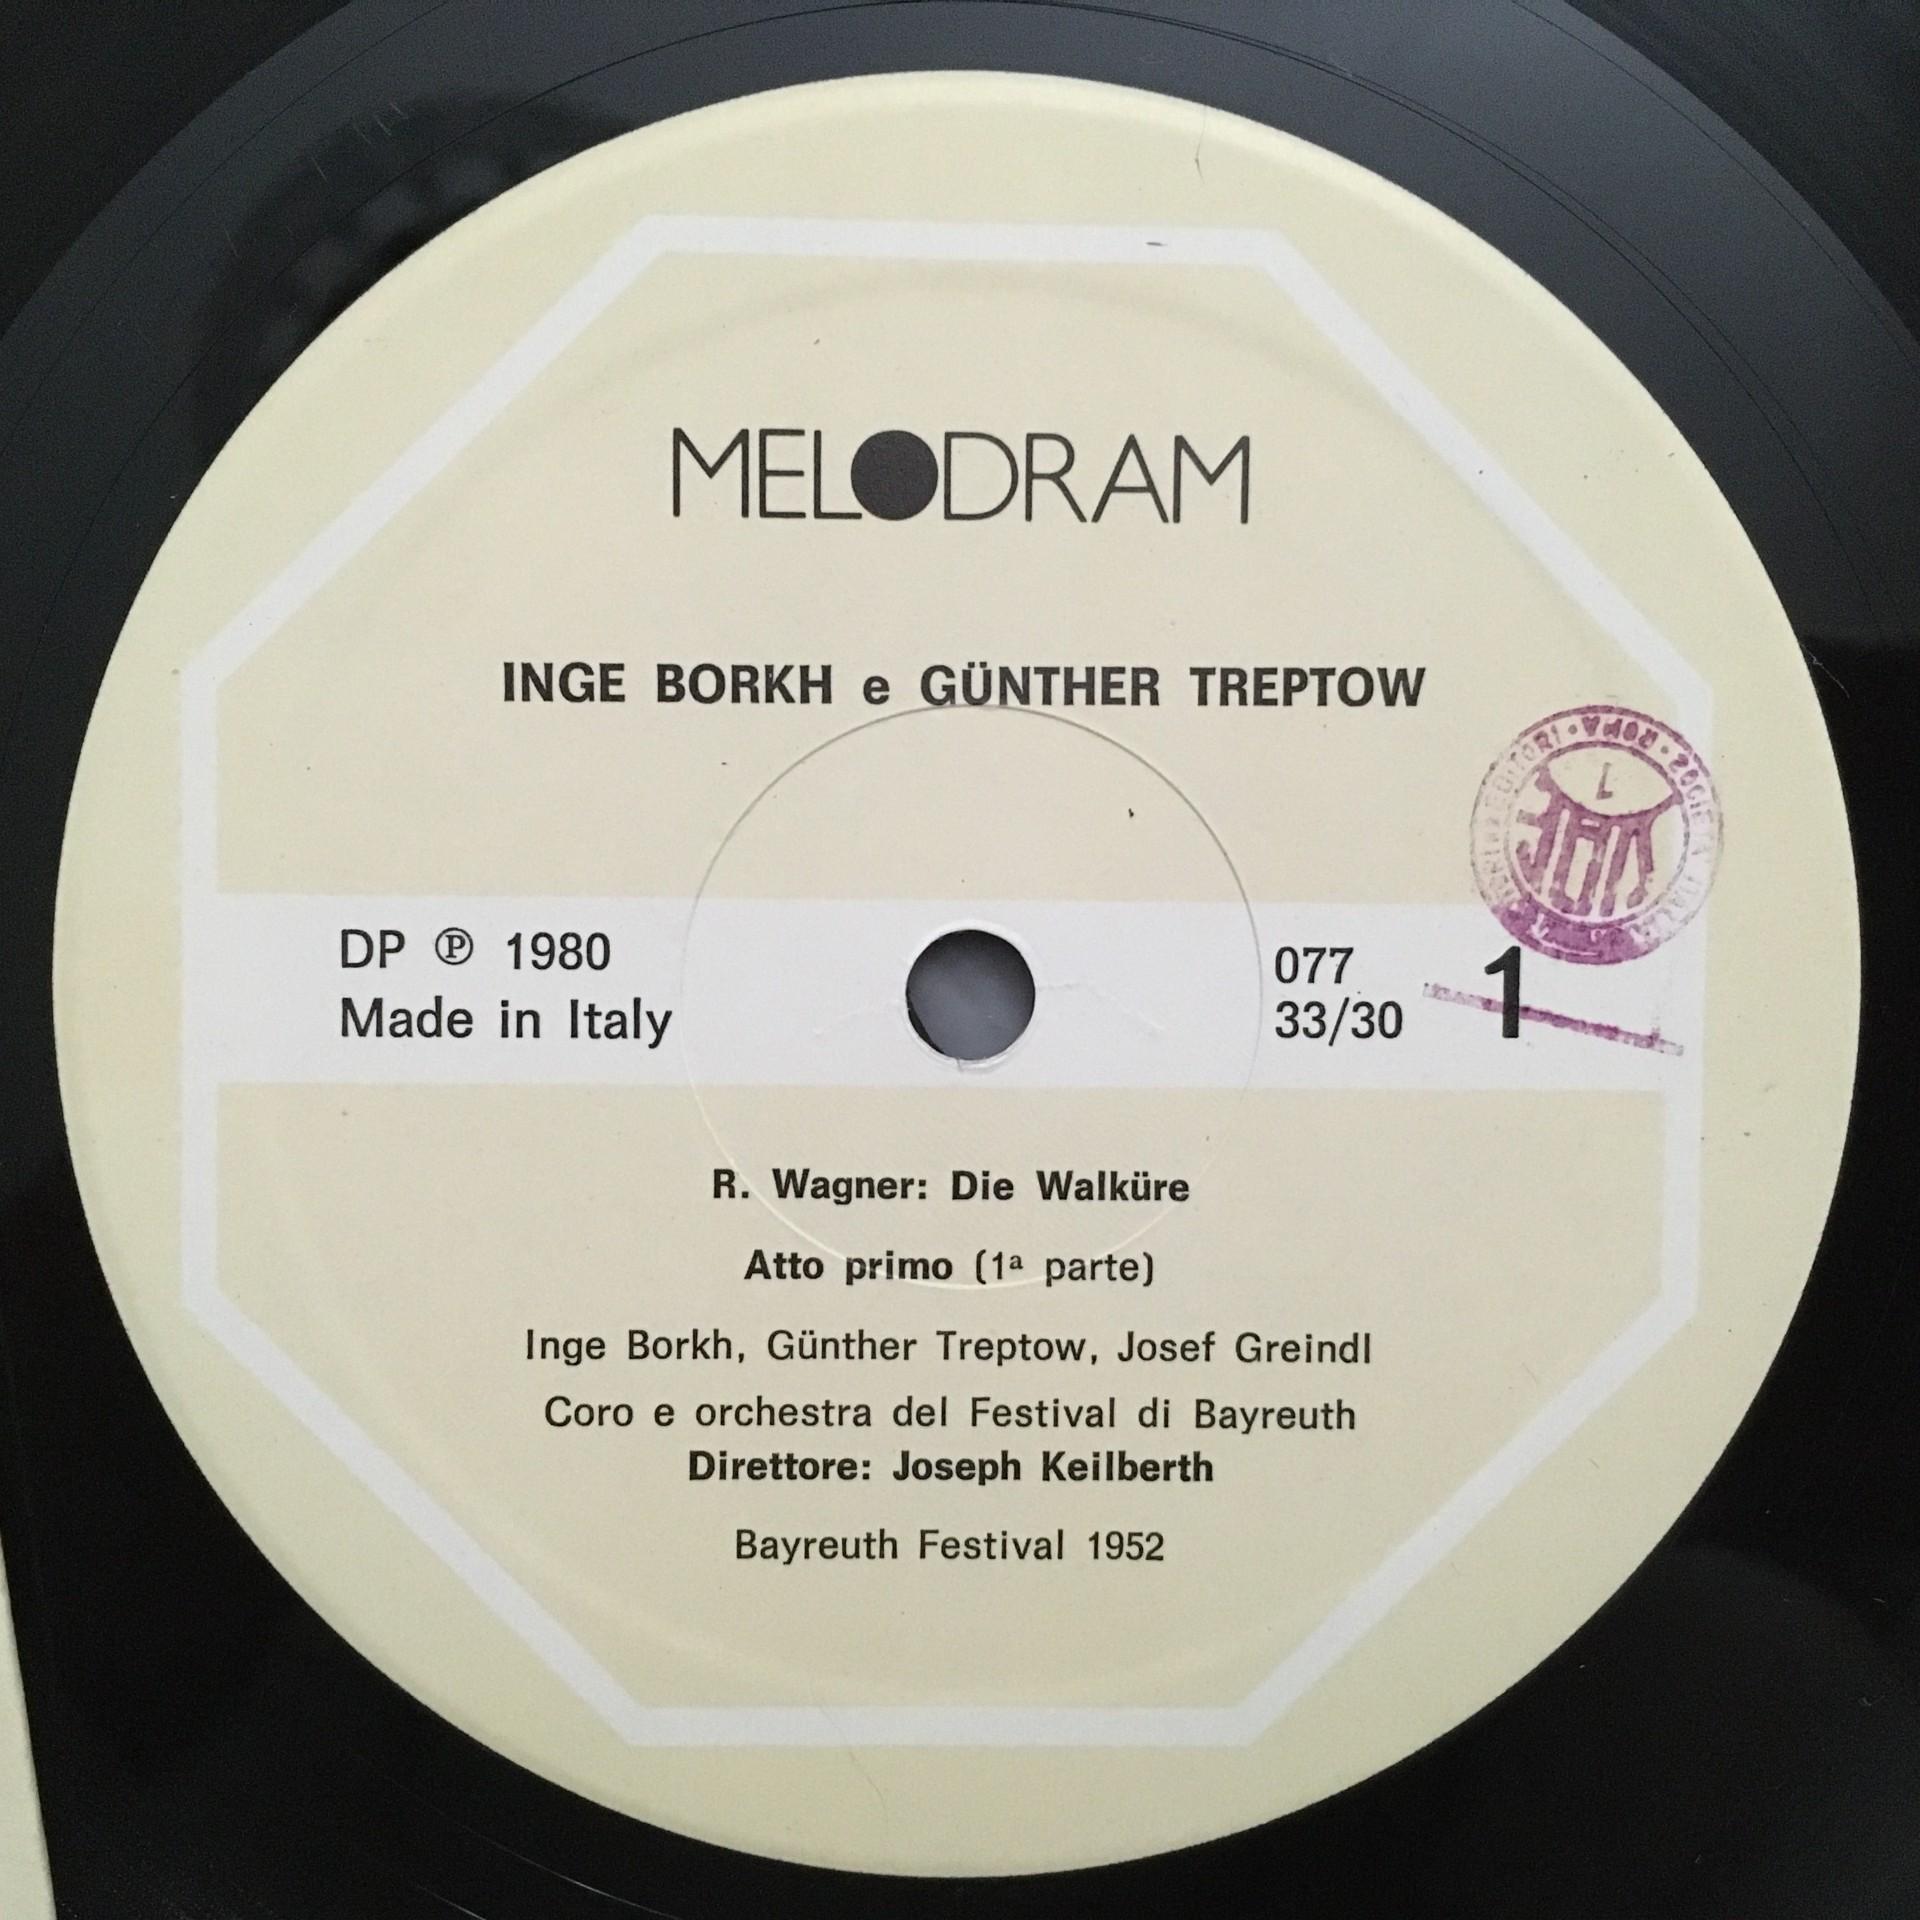 MELODRAM
INGE BORKH e GÜNTHER TREPTOW
ROMA · SOCIETÀ
DP ℗ 1980
Made in Italy
077
33/30
1
R. Wagner: Die Walküre
Atto primo (1ª parte)
Inge Borkh, Günther Treptow, Josef Greindl
Coro e orchestra del Festival di Bayreuth
Direttore: Joseph Keilberth
Bayreuth Festival 1952